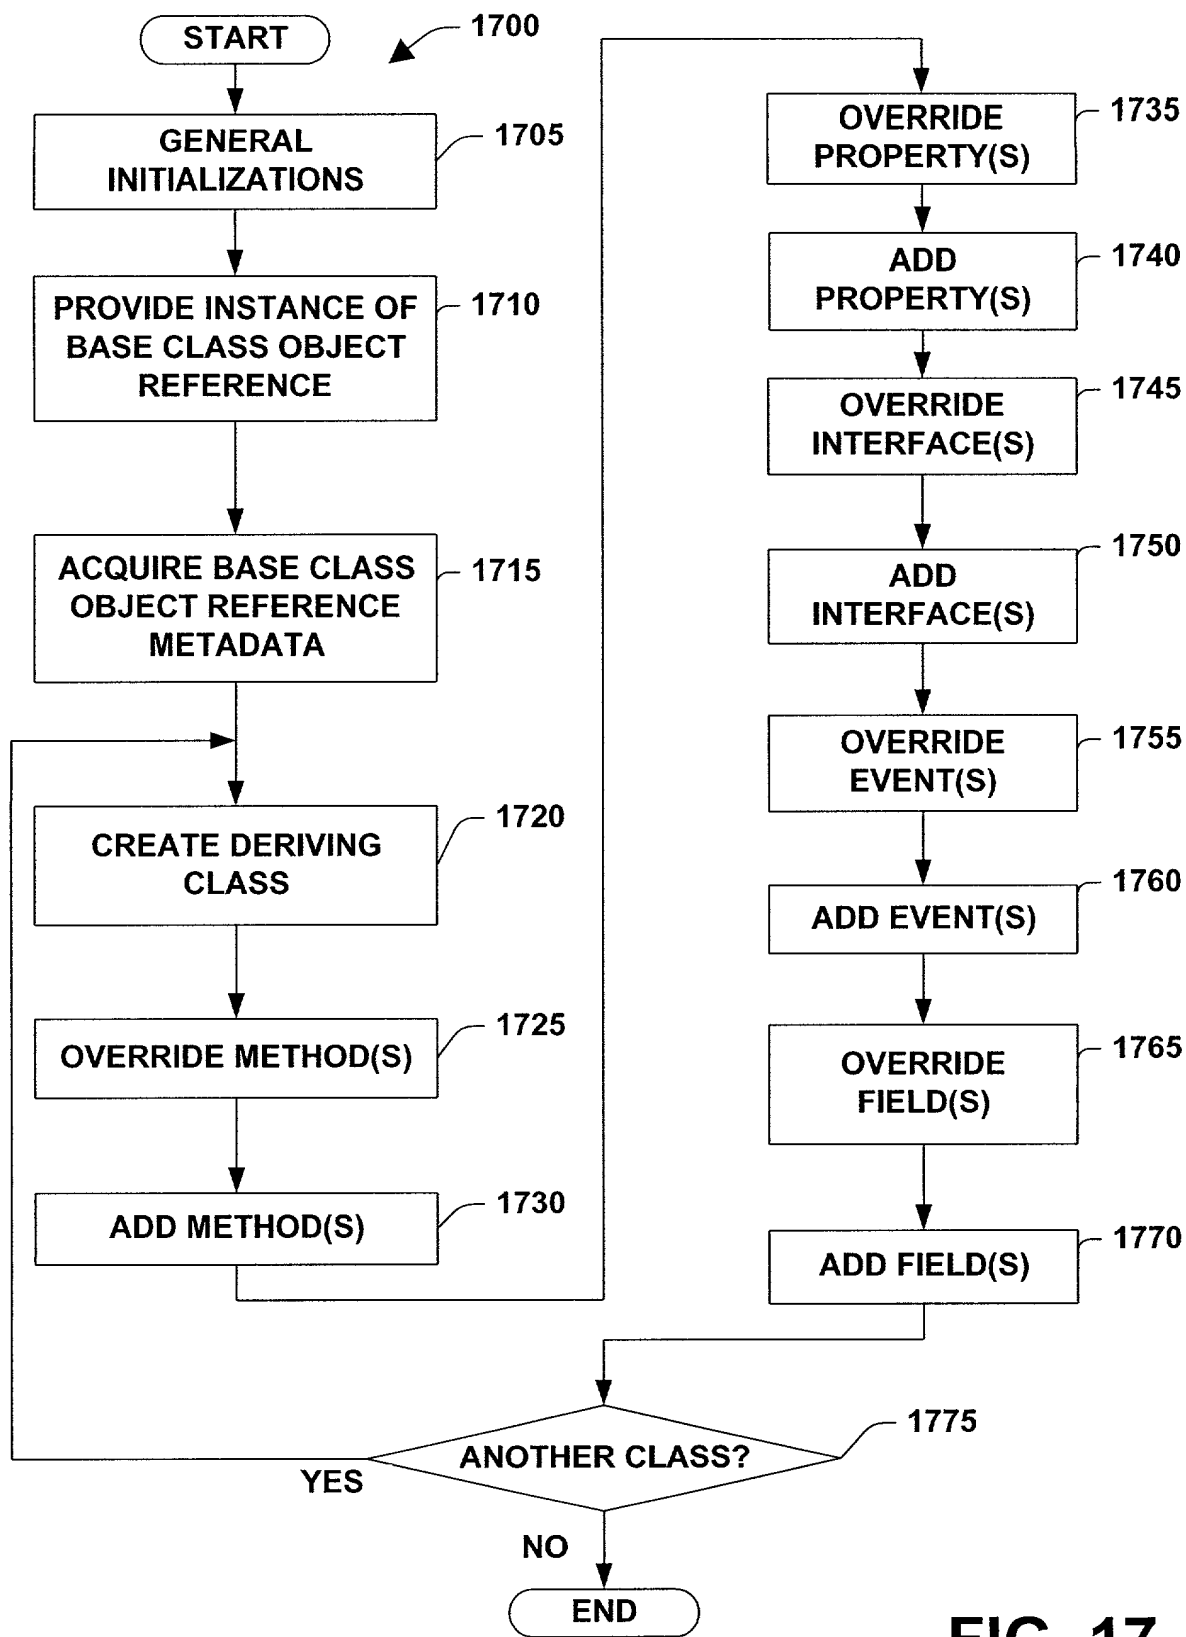 START
1700
GENERAL
INITIALIZATIONS
1705
PROVIDE INSTANCE OF
BASE CLASS OBJECT
REFERENCE
1710
ACQUIRE BASE CLASS
OBJECT REFERENCE
METADATA
1715
CREATE DERIVING
CLASS
1720
OVERRIDE METHOD(S)
1725
ADD METHOD(S)
1730
OVERRIDE
PROPERTY(S)
1735
ADD
PROPERTY(S)
1740
OVERRIDE
INTERFACE(S)
1745
ADD
INTERFACE(S)
1750
OVERRIDE
EVENT(S)
1755
ADD EVENT(S)
1760
OVERRIDE
FIELD(S)
1765
ADD FIELD(S)
1770
ANOTHER CLASS?
1775
YES
NO
END
FIG. 17